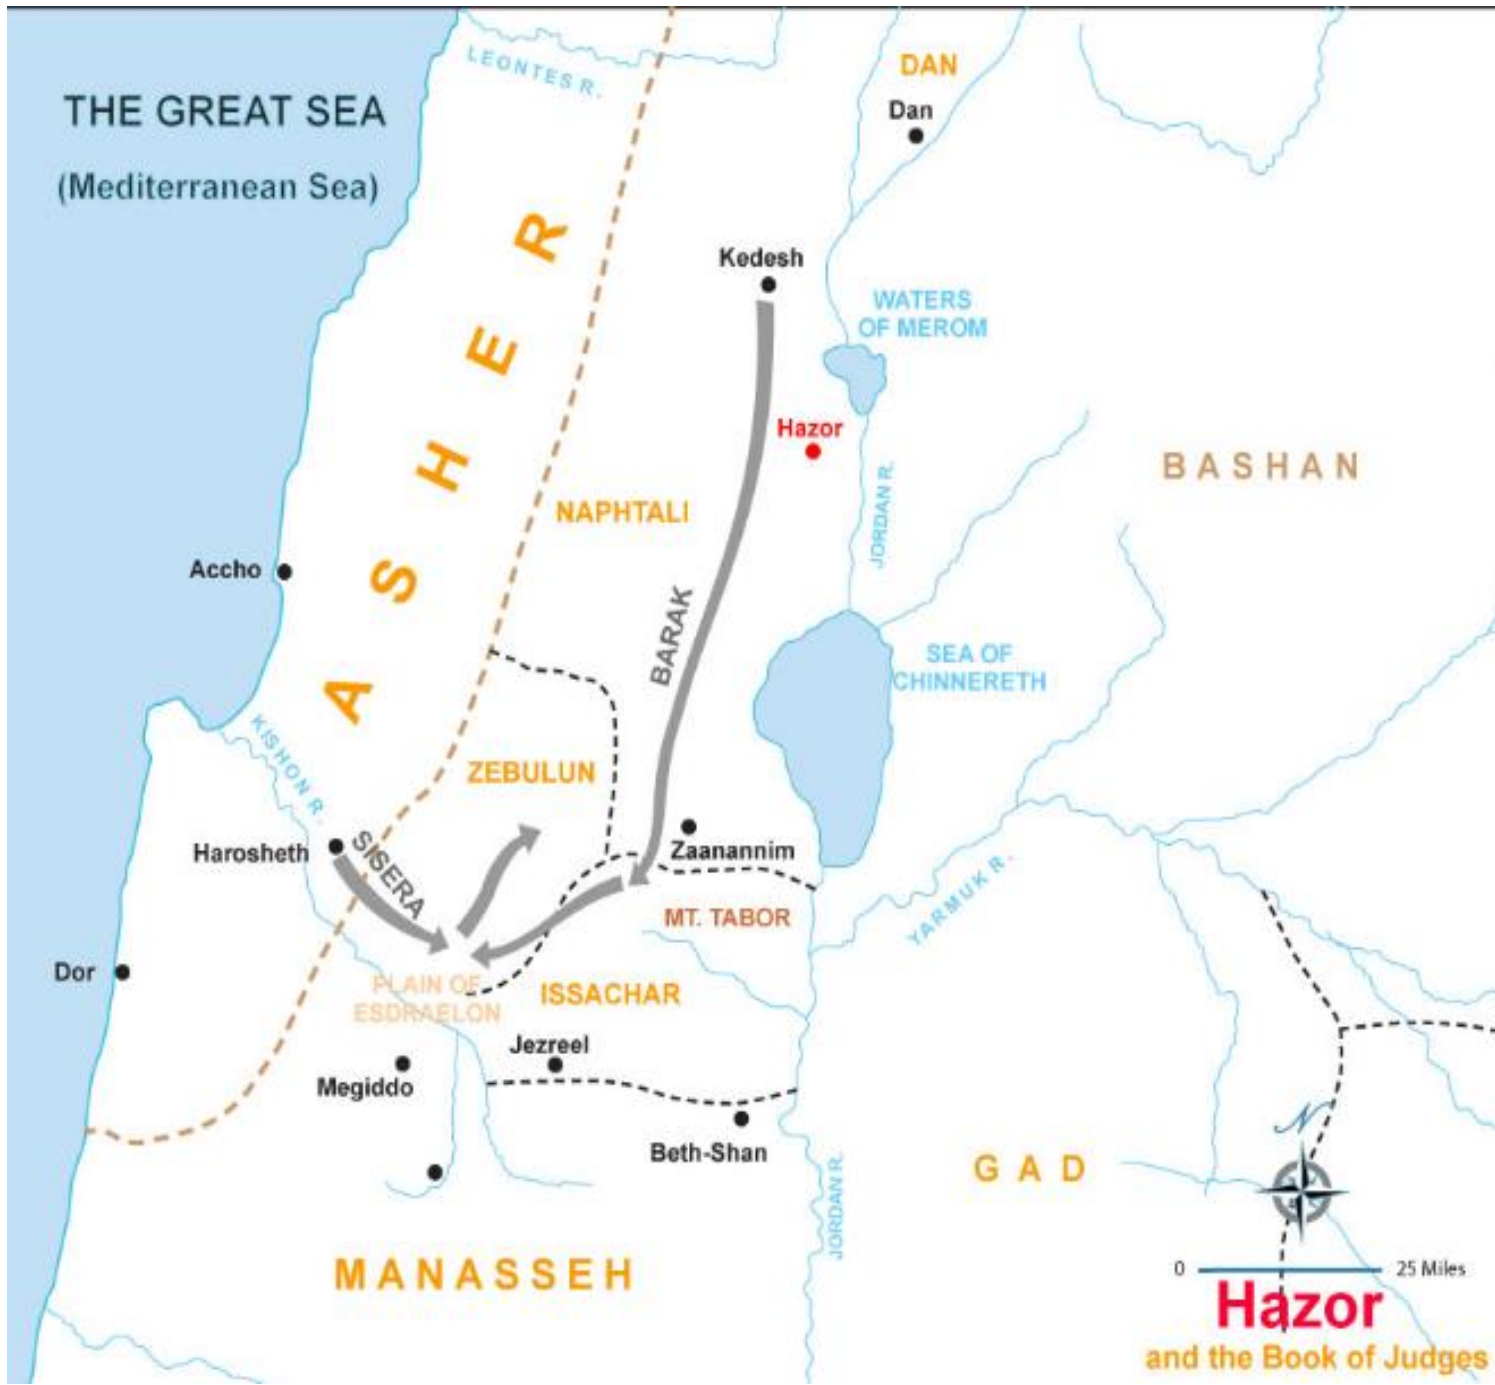 LEONTES R.
DAN
Dan
THE GREAT SEA
(Mediterranean Sea)
ASHER
Kedesh
WATERS
OF MEROM
Hazor
BASHAN
NAPHTALI
JORDAN R.
Accho
BARAK
SEA OF
CHINNERETH
KISHON R.
ZEBULUN
Harosheth
SISERA
Zaanannim
MT. TABOR
YARMUK R.
Dor
PLAIN OF
ESDRAELON
ISSACHAR
Jezreel
Megiddo
Beth-Shan
JORDAN R.
GAD
N
MANASSEH
0 25 Miles
Hazor
and the Book of Judges